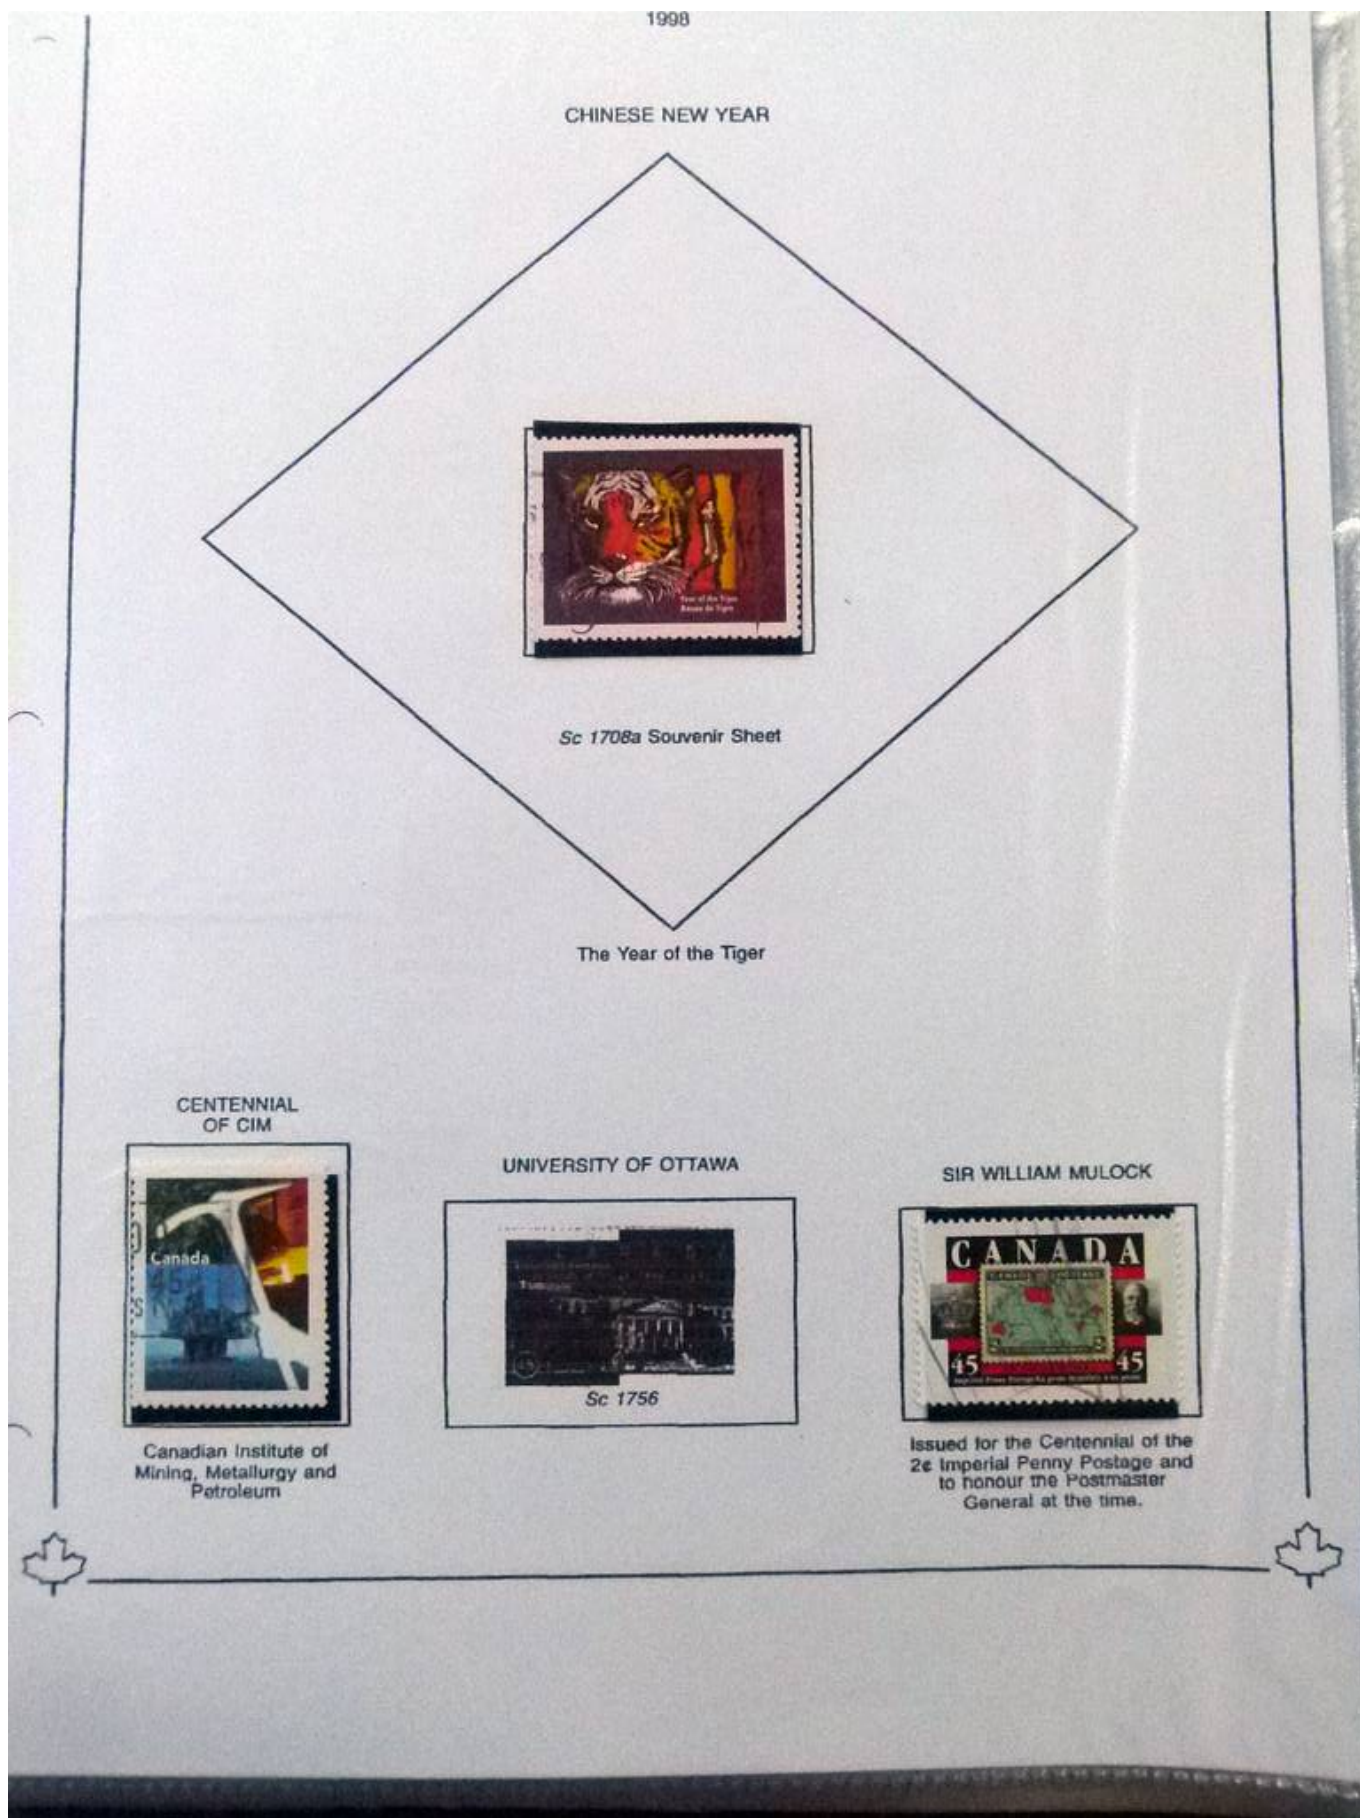 1998
CHINESE NEW YEAR
Year of the Tiger
Année du Tigre
Sc 1708a Souvenir Sheet
The Year of the Tiger
CENTENNIAL
OF CIM
Canada
45
Canadian Institute of
Mining, Metallurgy and
Petroleum
UNIVERSITY OF OTTAWA
Sc 1756
SIR WILLIAM MULOCK
CANADA
45 45
Issued for the Centennial of the
2¢ Imperial Penny Postage and
to honour the Postmaster
General at the time.